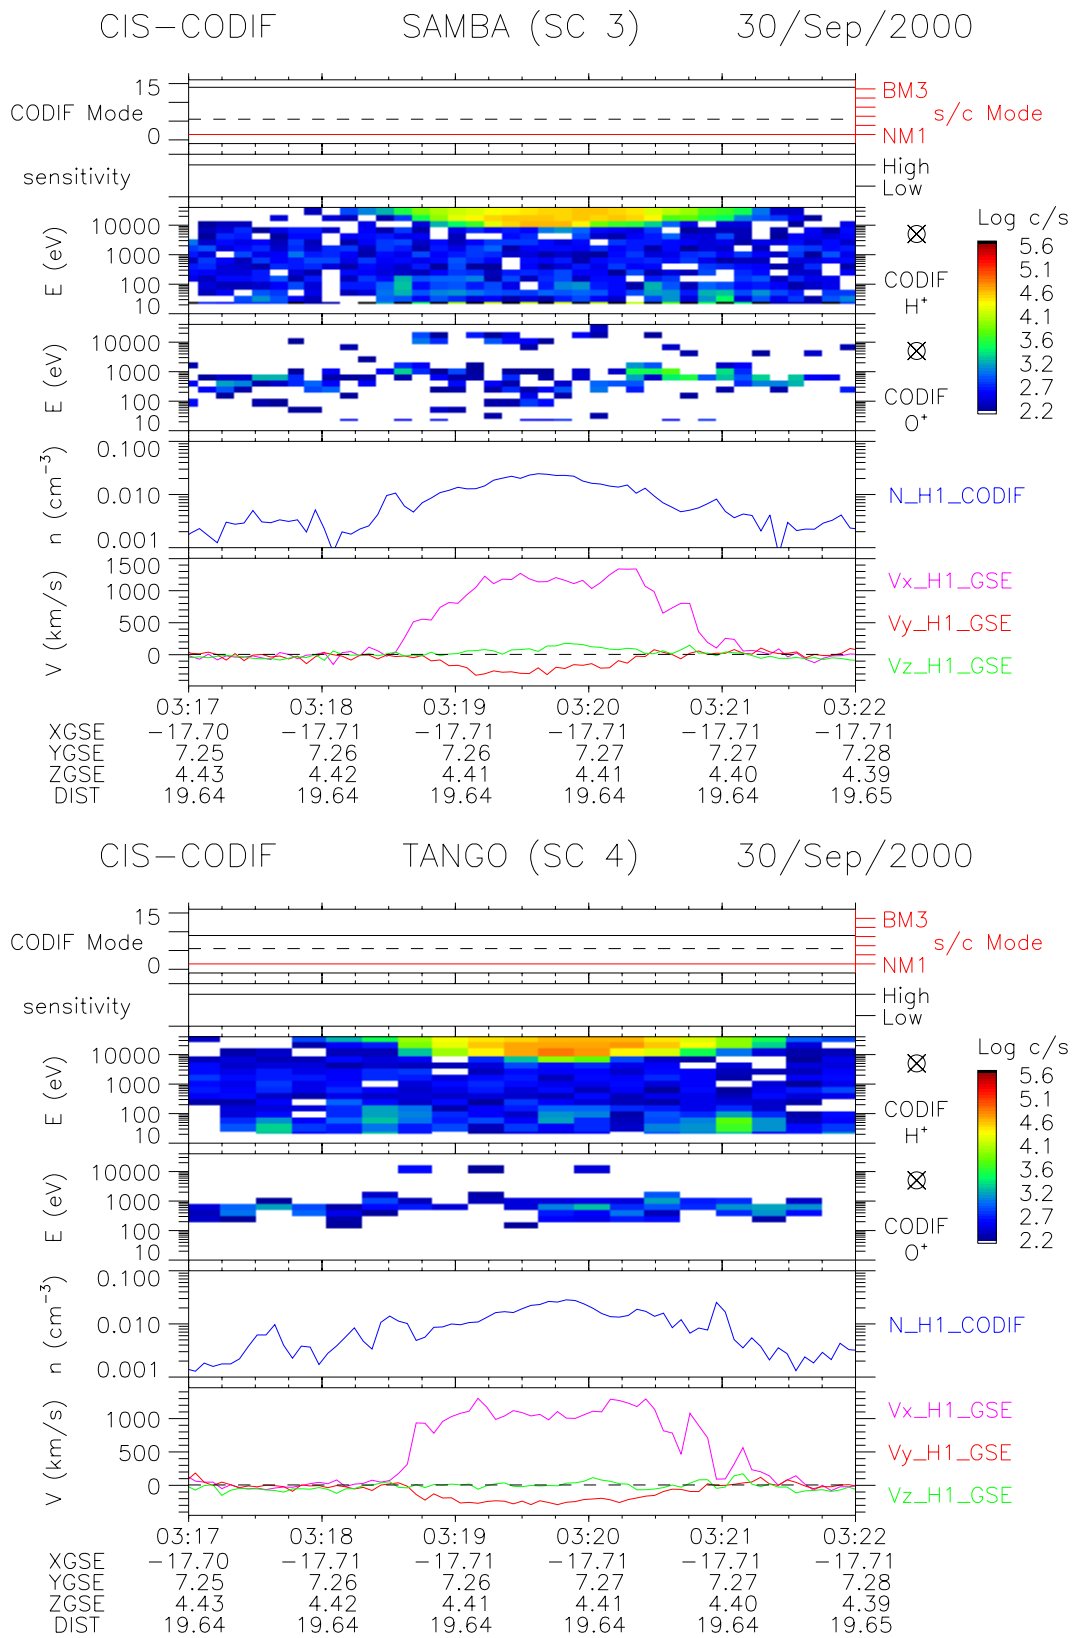 CIS-CODIF SAMBA (SC 3) 30/Sep/2000
15 BM3
CODIF Mode s/c Mode
0 NM1
sensitivity High
Low
Log c/s
10000
1000
100
10
E (eV)
CODIF
H+
5.6
5.1
4.6
4.1
3.6
3.2
2.7
2.2
10000
1000
100
10
E (eV)
CODIF
O+
0.100
0.010
0.001
n (cm-3)
N_H1_CODIF
1500
1000
500
0
V (km/s)
Vx_H1_GSE
Vy_H1_GSE
Vz_H1_GSE
03:17 03:18 03:19 03:20 03:21 03:22
XGSE -17.70 -17.71 -17.71 -17.71 -17.71 -17.71
YGSE 7.25 7.26 7.26 7.27 7.27 7.28
ZGSE 4.43 4.42 4.41 4.41 4.40 4.39
DIST 19.64 19.64 19.64 19.64 19.64 19.65
CIS-CODIF TANGO (SC 4) 30/Sep/2000
15 BM3
CODIF Mode s/c Mode
0 NM1
sensitivity High
Low
Log c/s
10000
1000
100
10
E (eV)
CODIF
H+
5.6
5.1
4.6
4.1
3.6
3.2
2.7
2.2
10000
1000
100
10
E (eV)
CODIF
O+
0.100
0.010
0.001
n (cm-3)
N_H1_CODIF
1000
500
0
V (km/s)
Vx_H1_GSE
Vy_H1_GSE
Vz_H1_GSE
03:17 03:18 03:19 03:20 03:21 03:22
XGSE -17.70 -17.71 -17.71 -17.71 -17.71 -17.71
YGSE 7.25 7.26 7.26 7.27 7.27 7.28
ZGSE 4.43 4.42 4.41 4.41 4.40 4.39
DIST 19.64 19.64 19.64 19.64 19.64 19.65